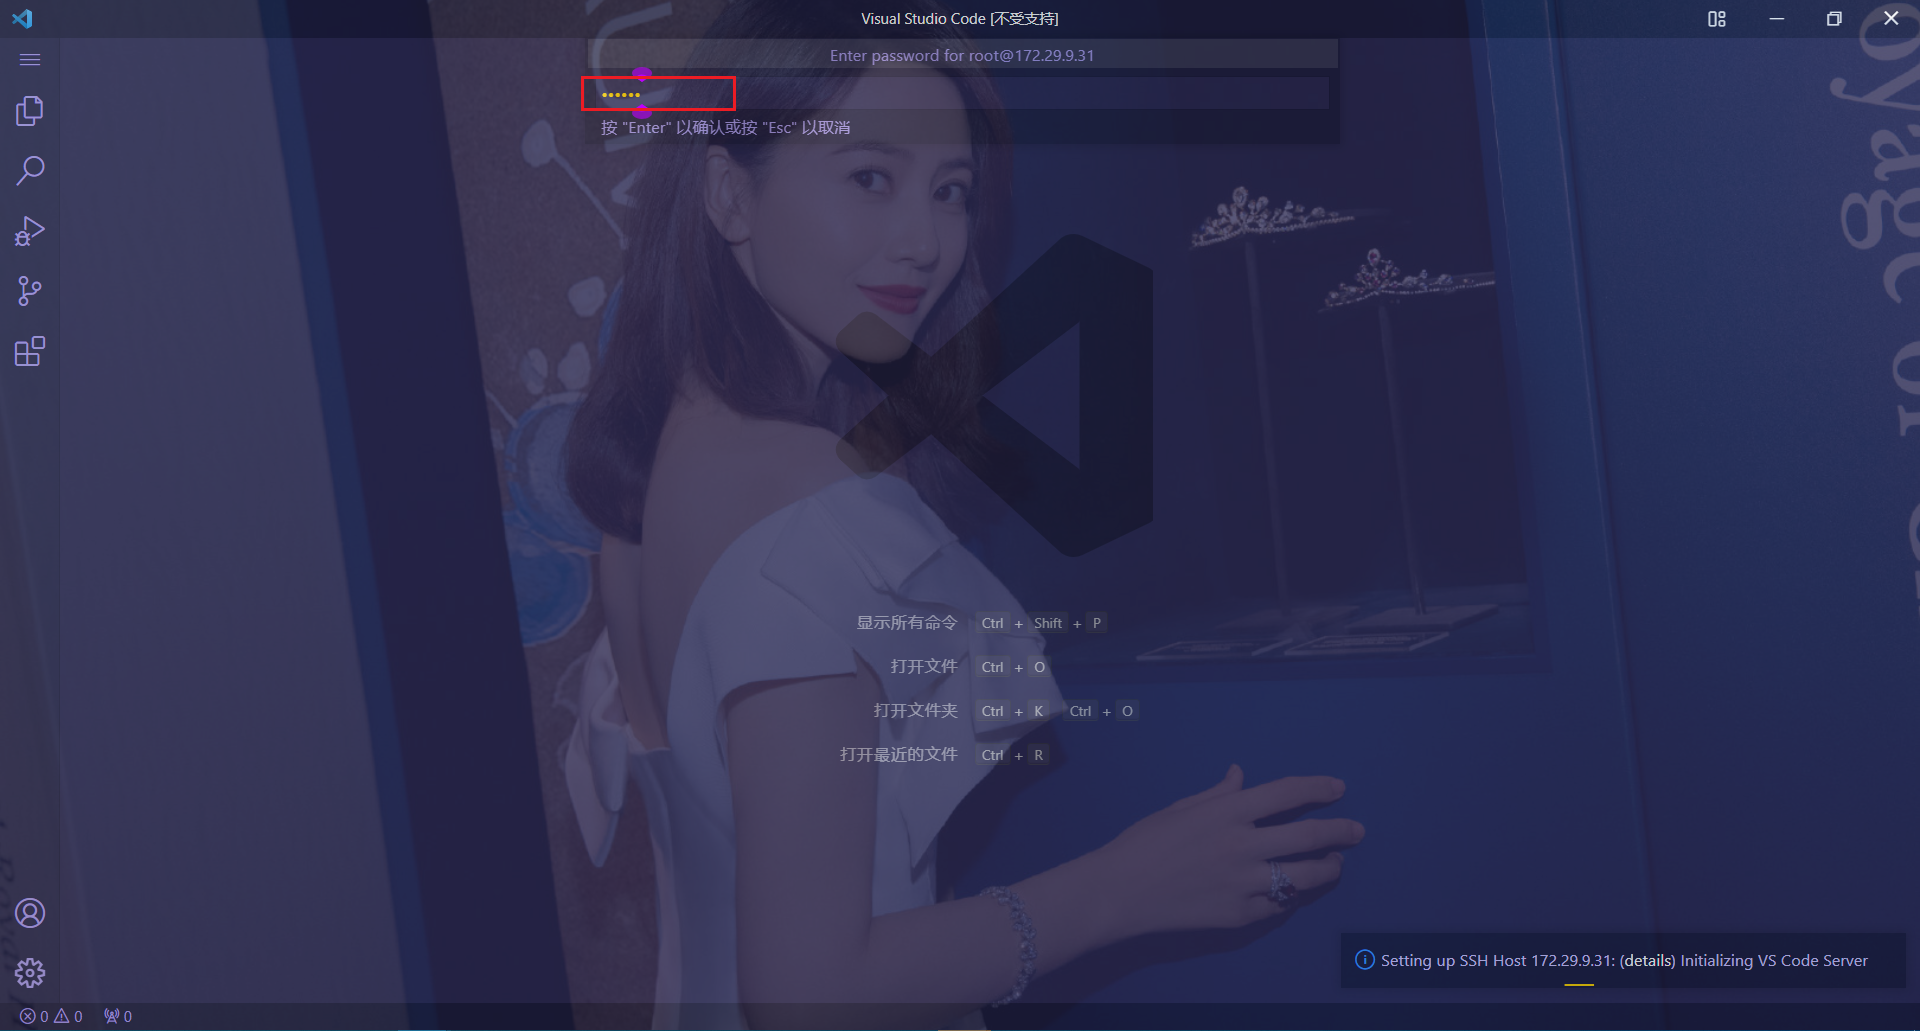 Visual Studio Code [不受支持]
Enter password for root@172.29.9.31
••••••
按 "Enter" 以确认或按 "Esc" 以取消
显示所有命令 Ctrl + Shift + P
打开文件 Ctrl + O
打开文件夹 Ctrl + K Ctrl + O
打开最近的文件 Ctrl + R
Setting up SSH Host 172.29.9.31: (details) Initializing VS Code Server
0 0 0